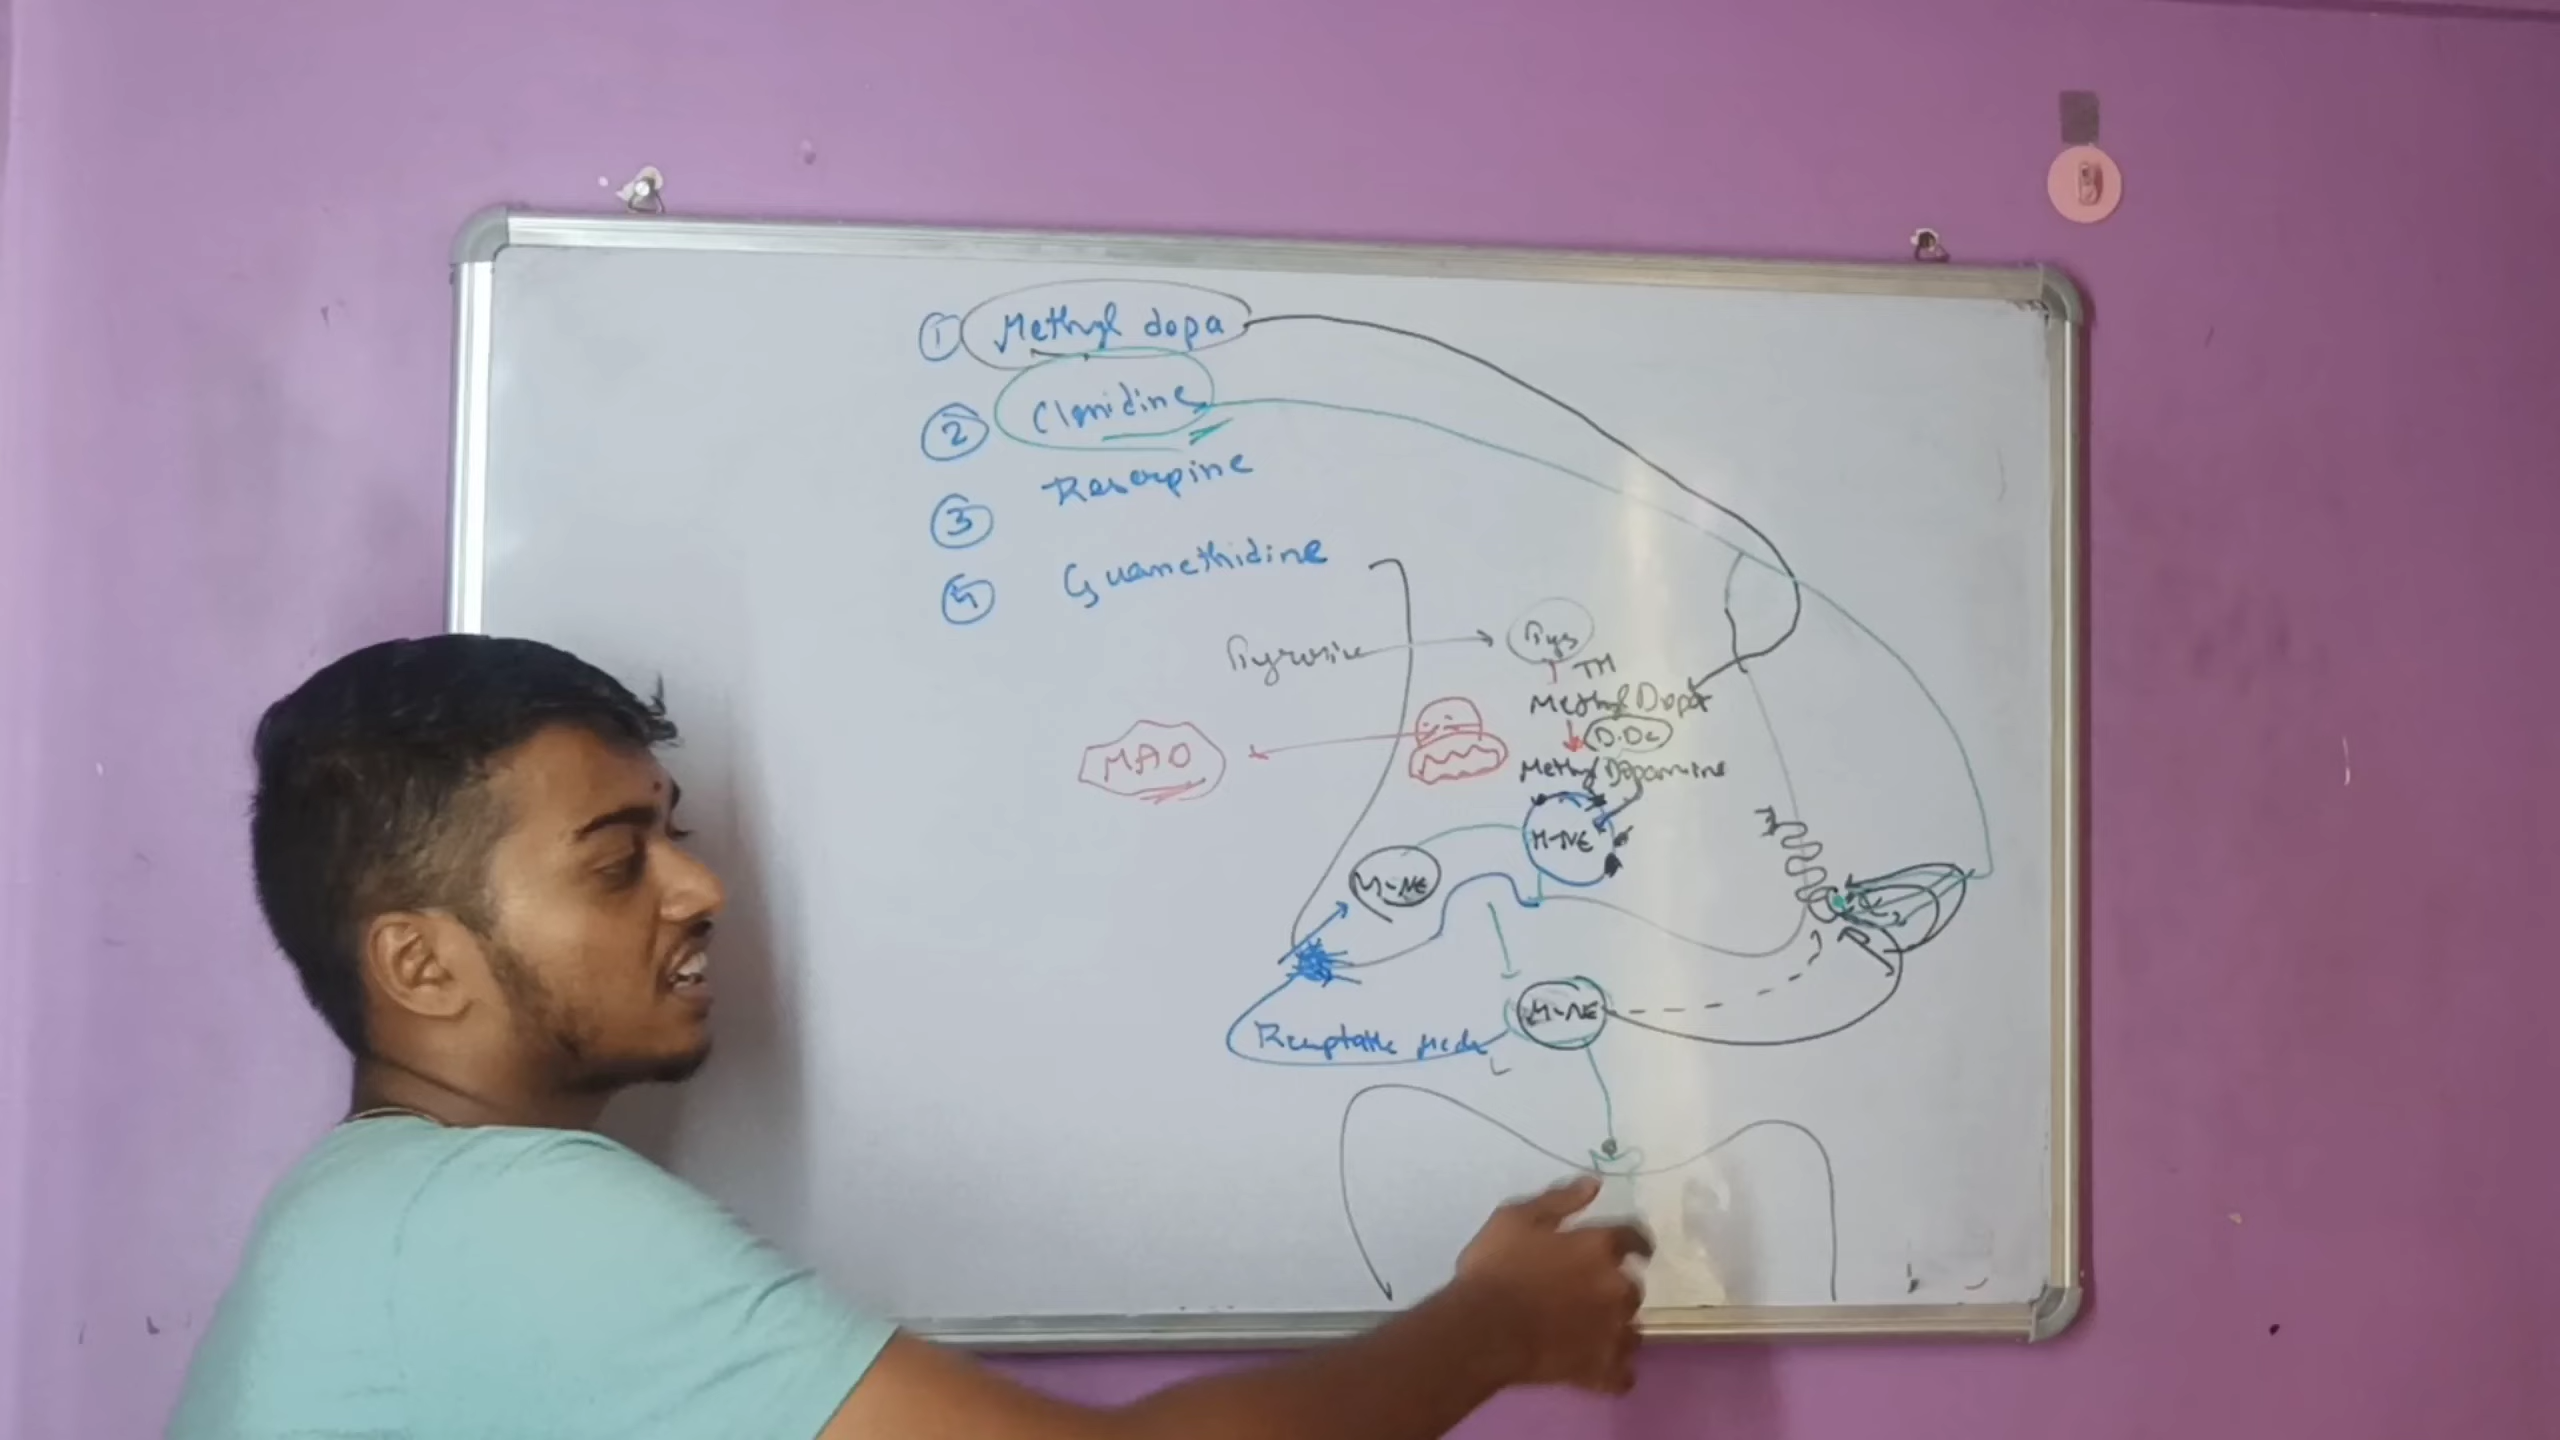 ① Methyl dopa
② Clonidine
③ Reserpine
④ Guanethidine
Tyrosine
Tys
TH
Methyl Dopa
D.Dc
Methyl Dopamine
MAO
M-NE
M-NE
M-NE